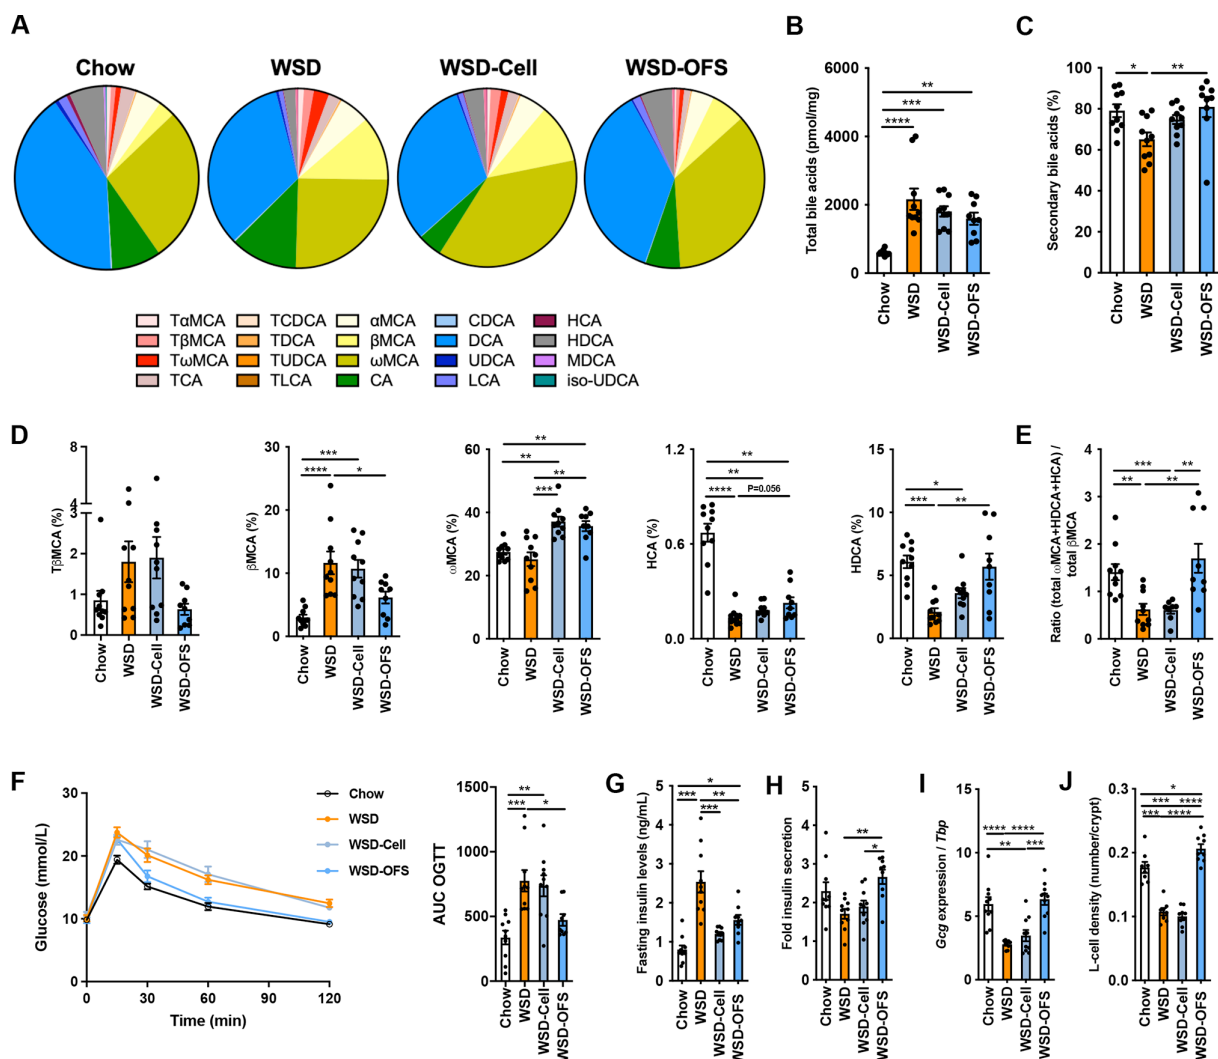 A
Chow
WSD
WSD-Cell
WSD-OFS
TαMCA
TCDCA
αMCA
CDCA
HCA
TβMCA
TDCA
βMCA
DCA
HDCA
TωMCA
TUDCA
ωMCA
UDCA
MDCA
TCA
TLCA
CA
LCA
iso-UDCA
B
Total bile acids (pmol/mg)
6000
4000
2000
0
**
***
****
Chow
WSD
WSD-Cell
WSD-OFS
C
Secondary bile acids (%)
100
80
60
40
20
0
*
**
Chow
WSD
WSD-Cell
WSD-OFS
D
TβMCA (%)
8
4
2
1
0
Chow
WSD
WSD-Cell
WSD-OFS
βMCA (%)
30
20
10
0
***
****
*
Chow
WSD
WSD-Cell
WSD-OFS
ωMCA (%)
60
40
20
0
**
**
**
***
Chow
WSD
WSD-Cell
WSD-OFS
HCA (%)
1.2
0.6
0.0
**
**
****
P=0.056
Chow
WSD
WSD-Cell
WSD-OFS
HDCA (%)
15
10
5
0
*
***
**
Chow
WSD
WSD-Cell
WSD-OFS
E
Ratio (total ωMCA+HDCA+HCA) /
total βMCA
4
3
2
1
0
***
**
**
**
Chow
WSD
WSD-Cell
WSD-OFS
F
Glucose (mmol/L)
30
20
10
0
0
30
60
90
120
Time (min)
Chow
WSD
WSD-Cell
WSD-OFS
AUC OGTT
1500
1000
500
0
**
***
*
Chow
WSD
WSD-Cell
WSD-OFS
G
Fasting insulin levels (ng/mL)
5
4
3
2
1
0
*
***
**
***
Chow
WSD
WSD-Cell
WSD-OFS
H
Fold insulin secretion
5
4
3
2
1
0
**
*
Chow
WSD
WSD-Cell
WSD-OFS
I
Gcg expression / Tbp
15
10
5
0
****
****
**
***
Chow
WSD
WSD-Cell
WSD-OFS
J
L-cell density (number/crypt)
0.3
0.2
0.1
0.0
*
***
****
***
****
Chow
WSD
WSD-Cell
WSD-OFS